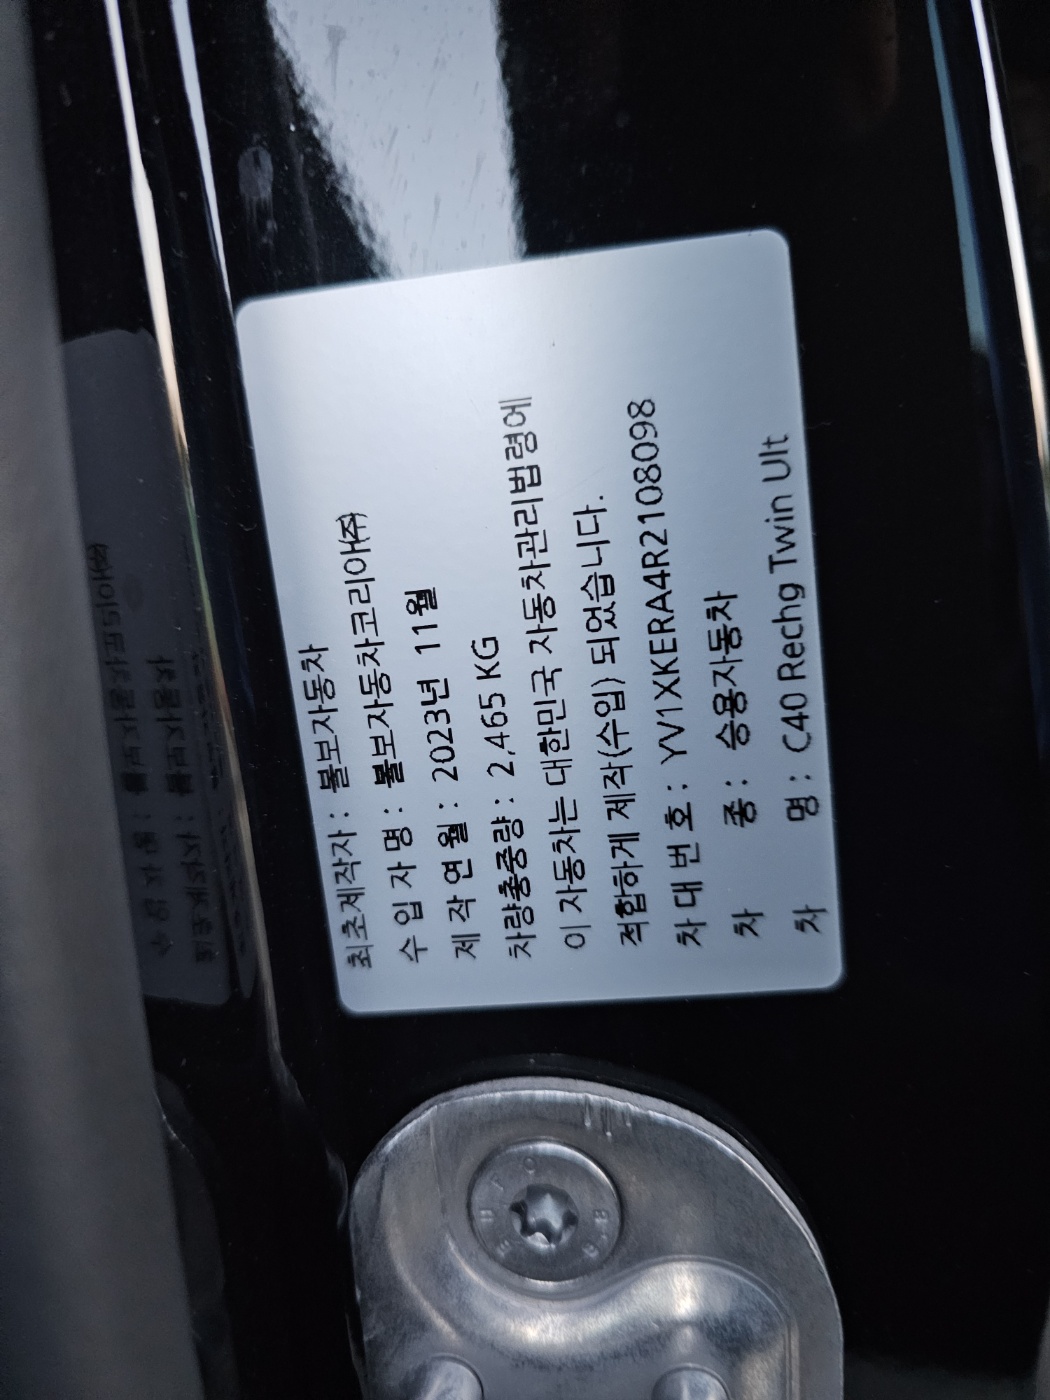 최초제작자 : 볼보자동차
수 입 자 명 : 볼보자동차코리아㈜
제 작 연 월 : 2023년 11월
차량총중량 : 2,465 KG
이 자동차는 대한민국 자동차관리법령에
적합하게 제작(수입) 되었습니다.
차 대 번 호 : YV1XKERA4R2108098
차 종 : 승용자동차
차 명 : C40 Rechg Twin Ult